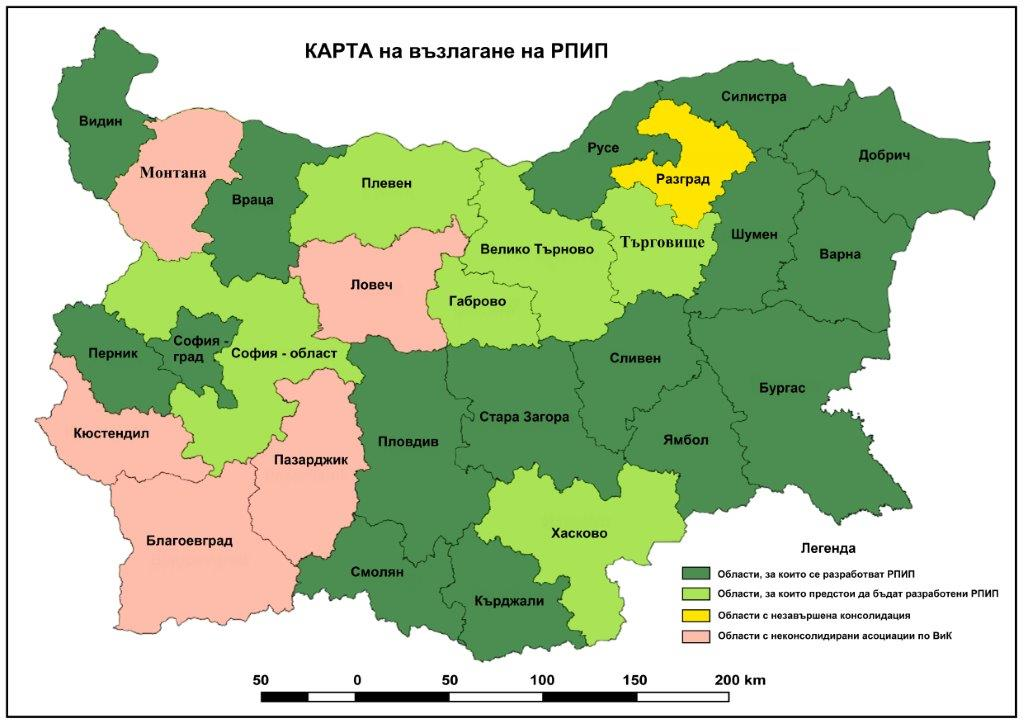 КАРТА на възлагане на РПИП
Силистра
Видин
Русе
Добрич
Монтана
Плевен
Разград
Враца
Шумен
Търговище
Велико Търново
Варна
Ловеч
Габрово
София -
град
Перник
София - област
Сливен
Бургас
Стара Загора
Кюстендил
Пловдив
Ямбол
Пазарджик
Хасково
Благоевград
Смолян
Кърджали
Легенда
Области, за които се разработват РПИП
Области, за които предстои да бъдат разработени РПИП
Области с незавършена консолидация
Области с неконсолидирани асоциации по ВиК
50 0 50 100 150 200 km